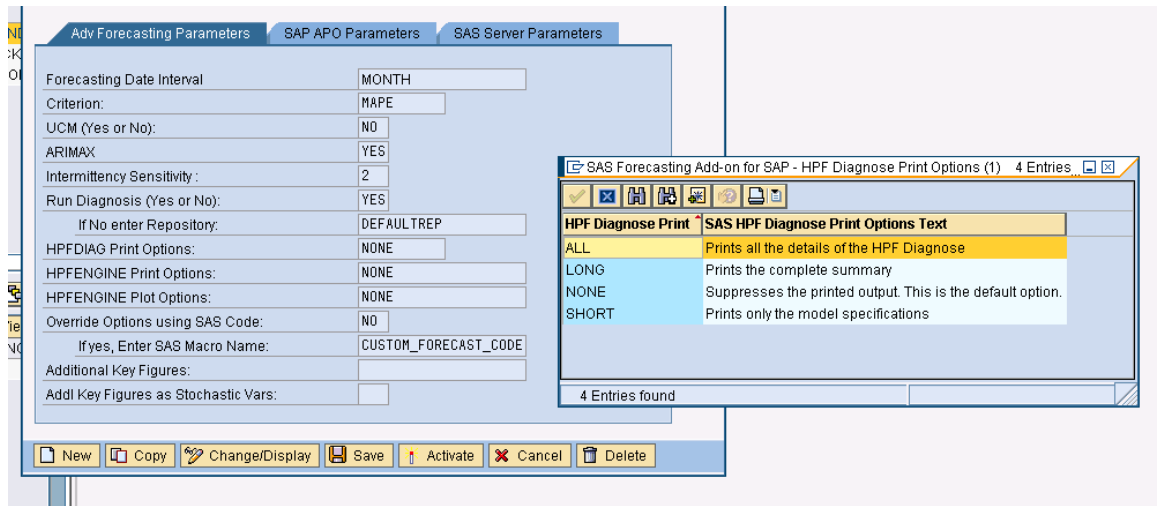 Adv Forecasting Parameters SAP APO Parameters SAS Server Parameters
Forecasting Date Interval MONTH
Criterion: MAPE
UCM (Yes or No): NO
ARIMAX YES
Intermittency Sensitivity : 2
Run Diagnosis (Yes or No): YES
If No enter Repository: DEFAULTREP
HPFDIAG Print Options: NONE
HPFENGINE Print Options: NONE
HPFENGINE Plot Options: NONE
Override Options using SAS Code: NO
If yes, Enter SAS Macro Name: CUSTOM_FORECAST_CODE
Additional Key Figures:
Addl Key Figures as Stochastic Vars:
New Copy Change/Display Save Activate Cancel Delete
SAS Forecasting Add-on for SAP - HPF Diagnose Print Options (1) 4 Entries
HPF Diagnose Print SAS HPF Diagnose Print Options Text
ALL Prints all the details of the HPF Diagnose
LONG Prints the complete summary
NONE Suppresses the printed output. This is the default option.
SHORT Prints only the model specifications
4 Entries found